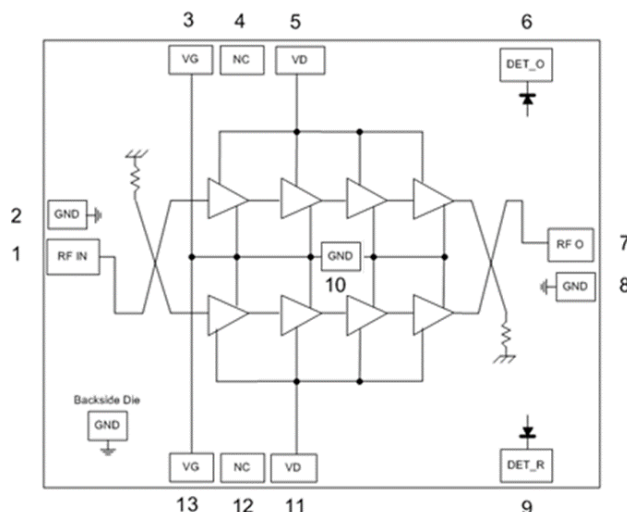 3 4 5 6
VG NC VD DET_O
2 GND
1 RF IN
GND
10
RF O 7
GND 8
Backside Die
GND
VG NC VD DET_R
13 12 11 9